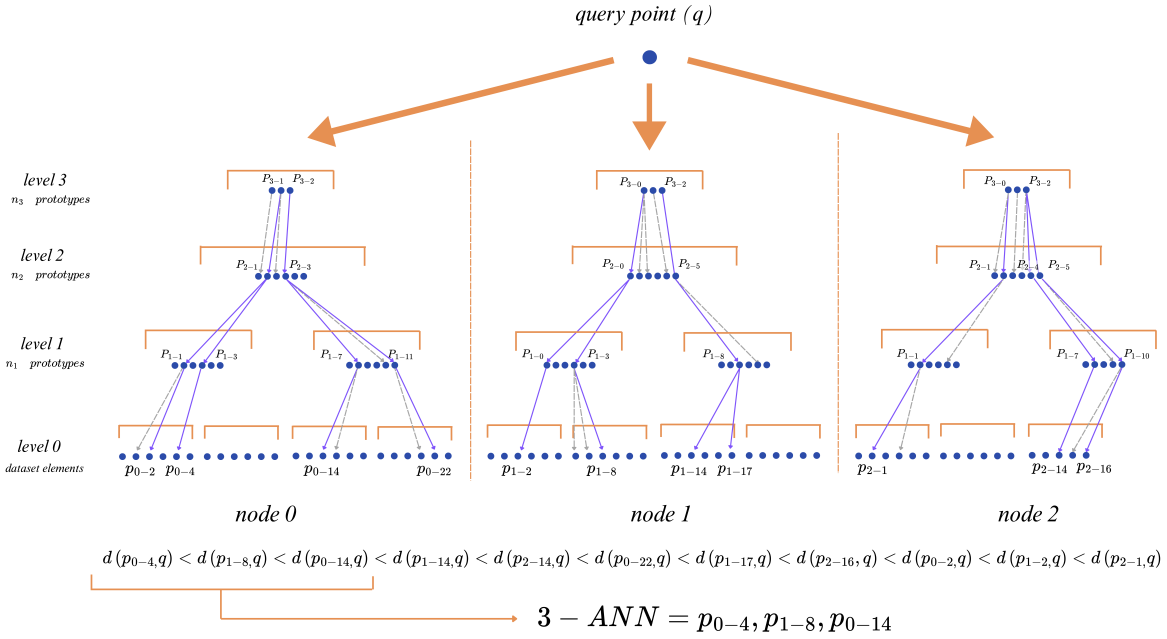 query point (q)
level 3
n₃ prototypes
P₃₋₁ P₃₋₂
P₃₋₀ P₃₋₂
P₃₋₀ P₃₋₂
level 2
n₂ prototypes
P₂₋₁ P₂₋₃
P₂₋₀ P₂₋₅
P₂₋₁ P₂₋₄ P₂₋₅
level 1
n₁ prototypes
P₁₋₁ P₁₋₃ P₁₋₇ P₁₋₁₁
P₁₋₀ P₁₋₃ P₁₋₈
P₁₋₁ P₁₋₇ P₁₋₁₀
level 0
dataset elements
p₀₋₂ p₀₋₄ p₀₋₁₄ p₀₋₂₂
p₁₋₂ p₁₋₈ p₁₋₁₄ p₁₋₁₇
p₂₋₁ p₂₋₁₄ p₂₋₁₆
node 0
node 1
node 2
d(p₀₋₄,q) < d(p₁₋₈,q) < d(p₀₋₁₄,q) < d(p₁₋₁₄,q) < d(p₂₋₁₄,q) < d(p₀₋₂₂,q) < d(p₁₋₁₇,q) < d(p₂₋₁₆,q) < d(p₀₋₂,q) < d(p₁₋₂,q) < d(p₂₋₁,q)
3 − ANN = p₀₋₄, p₁₋₈, p₀₋₁₄